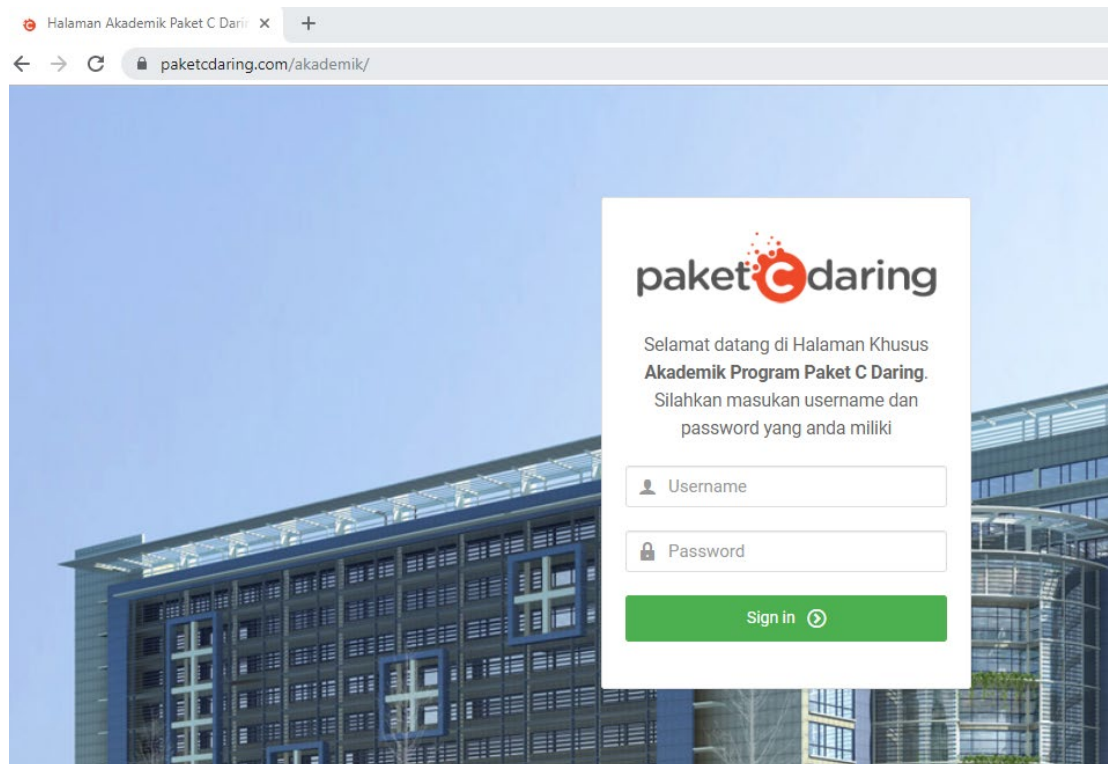 Halaman Akademik Paket C Darin
paketcdaring.com/akademik/
paketcdaring
Selamat datang di Halaman Khusus
Akademik Program Paket C Daring.
Silahkan masukan username dan
password yang anda miliki
Username
Password
Sign in